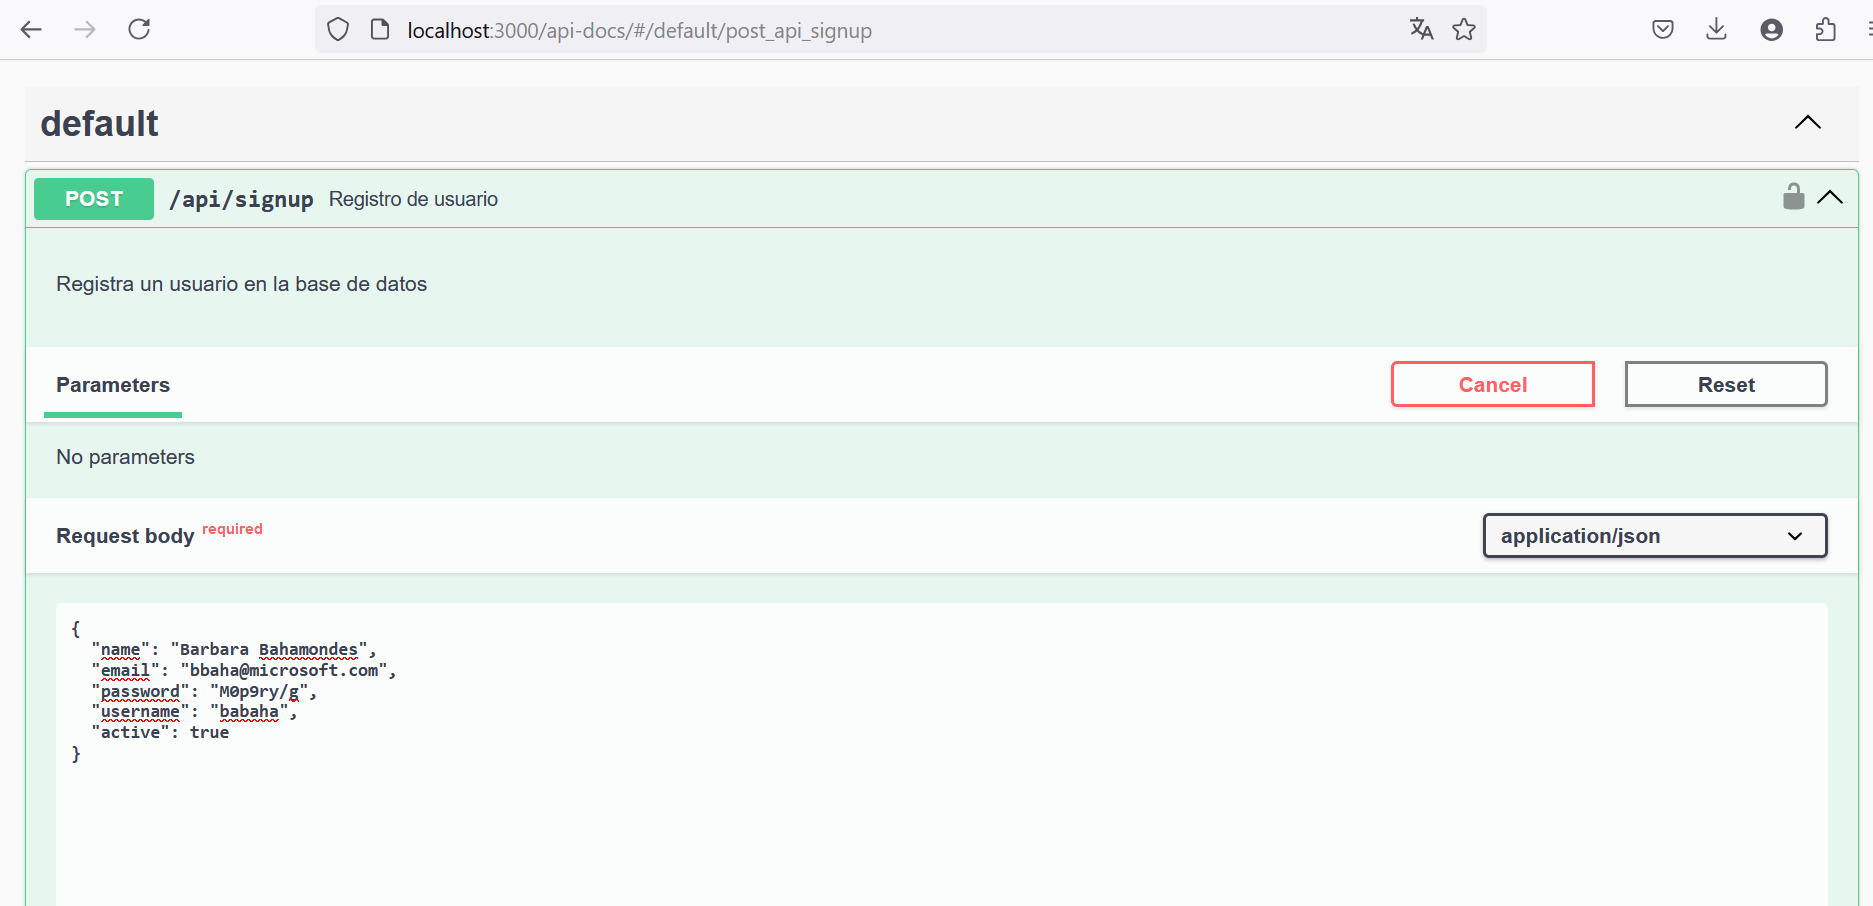 localhost:3000/api-docs/#/default/post_api_signup
default
POST /api/signup Registro de usuario
Registra un usuario en la base de datos
Parameters Cancel Reset
No parameters
Request body required application/json
{
"name": "Barbara Bahamondes",
"email": "bbaha@microsoft.com",
"password": "M0p9ry/g",
"username": "babaha",
"active": true
}